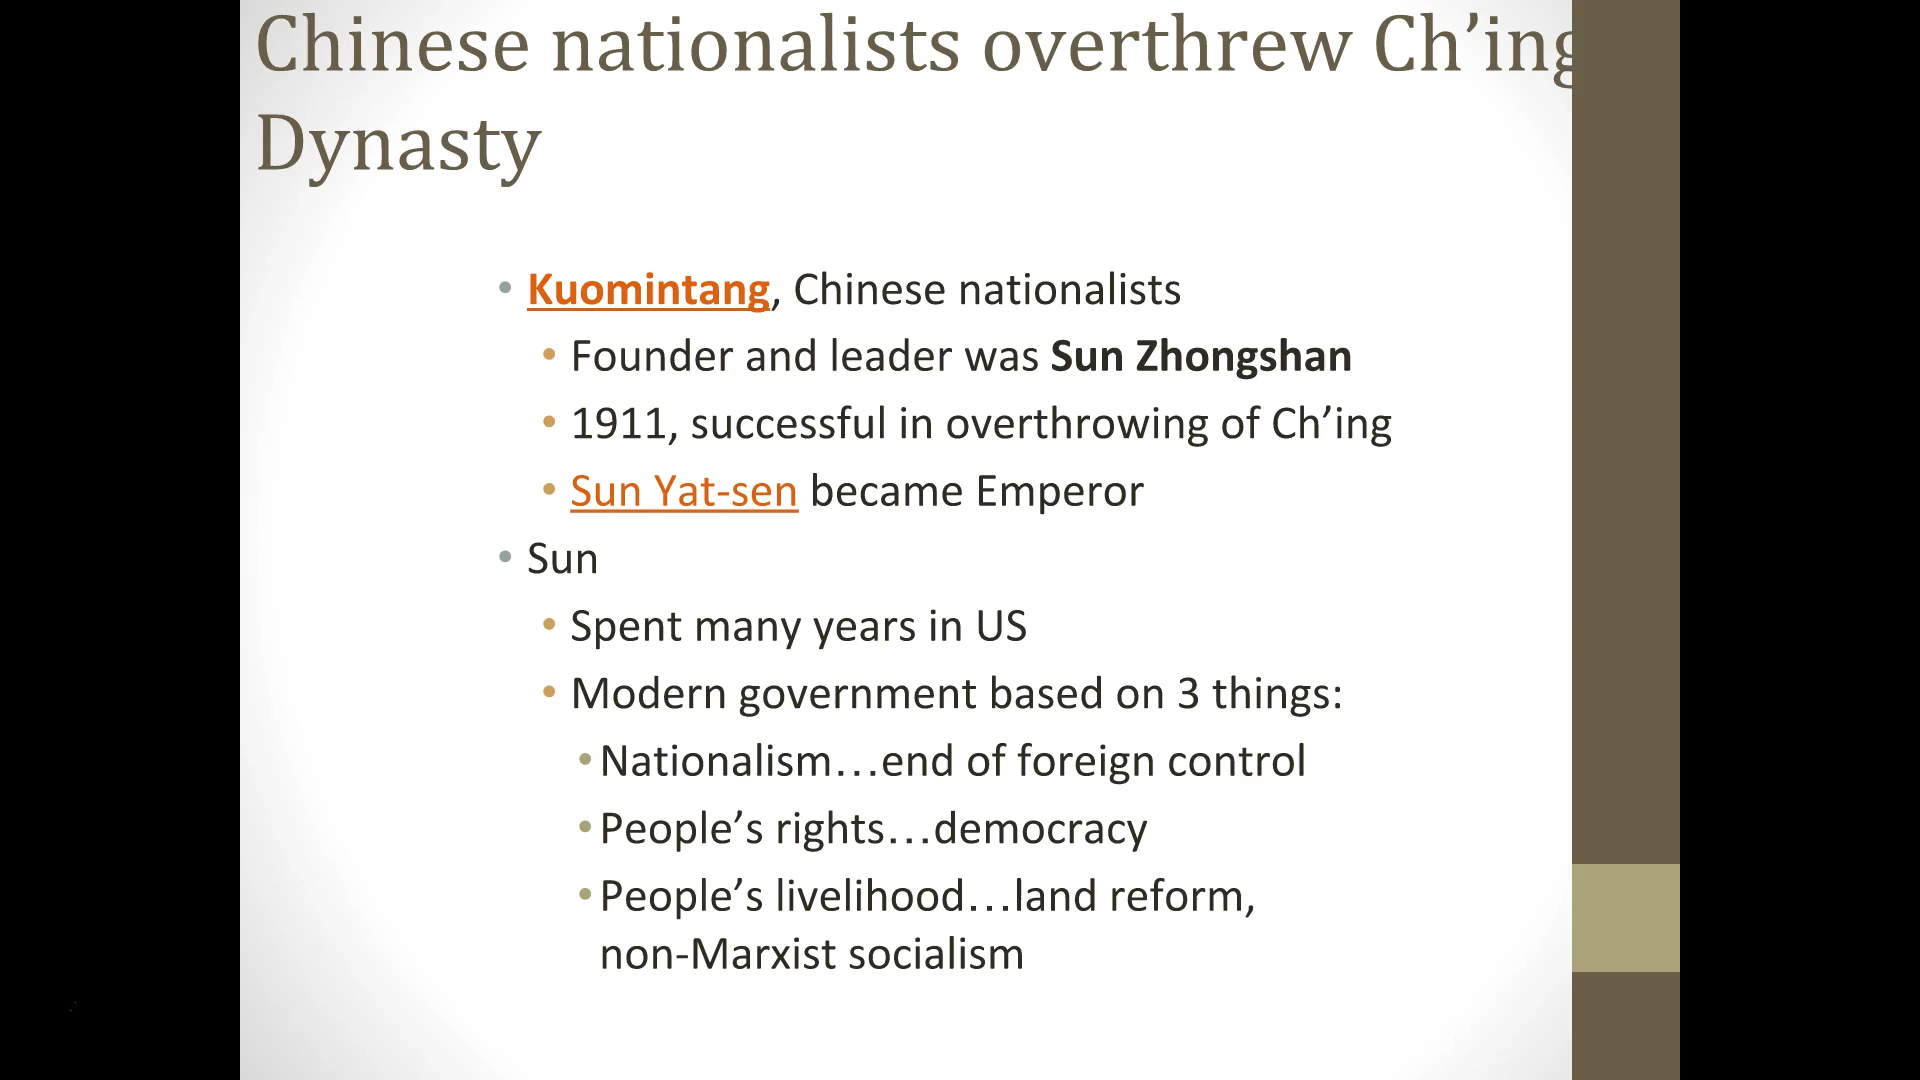 Chinese nationalists overthrew Ch’ing
Dynasty
• Kuomintang, Chinese nationalists
• Founder and leader was Sun Zhongshan
• 1911, successful in overthrowing of Ch’ing
• Sun Yat-sen became Emperor
• Sun
• Spent many years in US
• Modern government based on 3 things:
• Nationalism…end of foreign control
• People’s rights…democracy
• People’s livelihood…land reform,
non-Marxist socialism